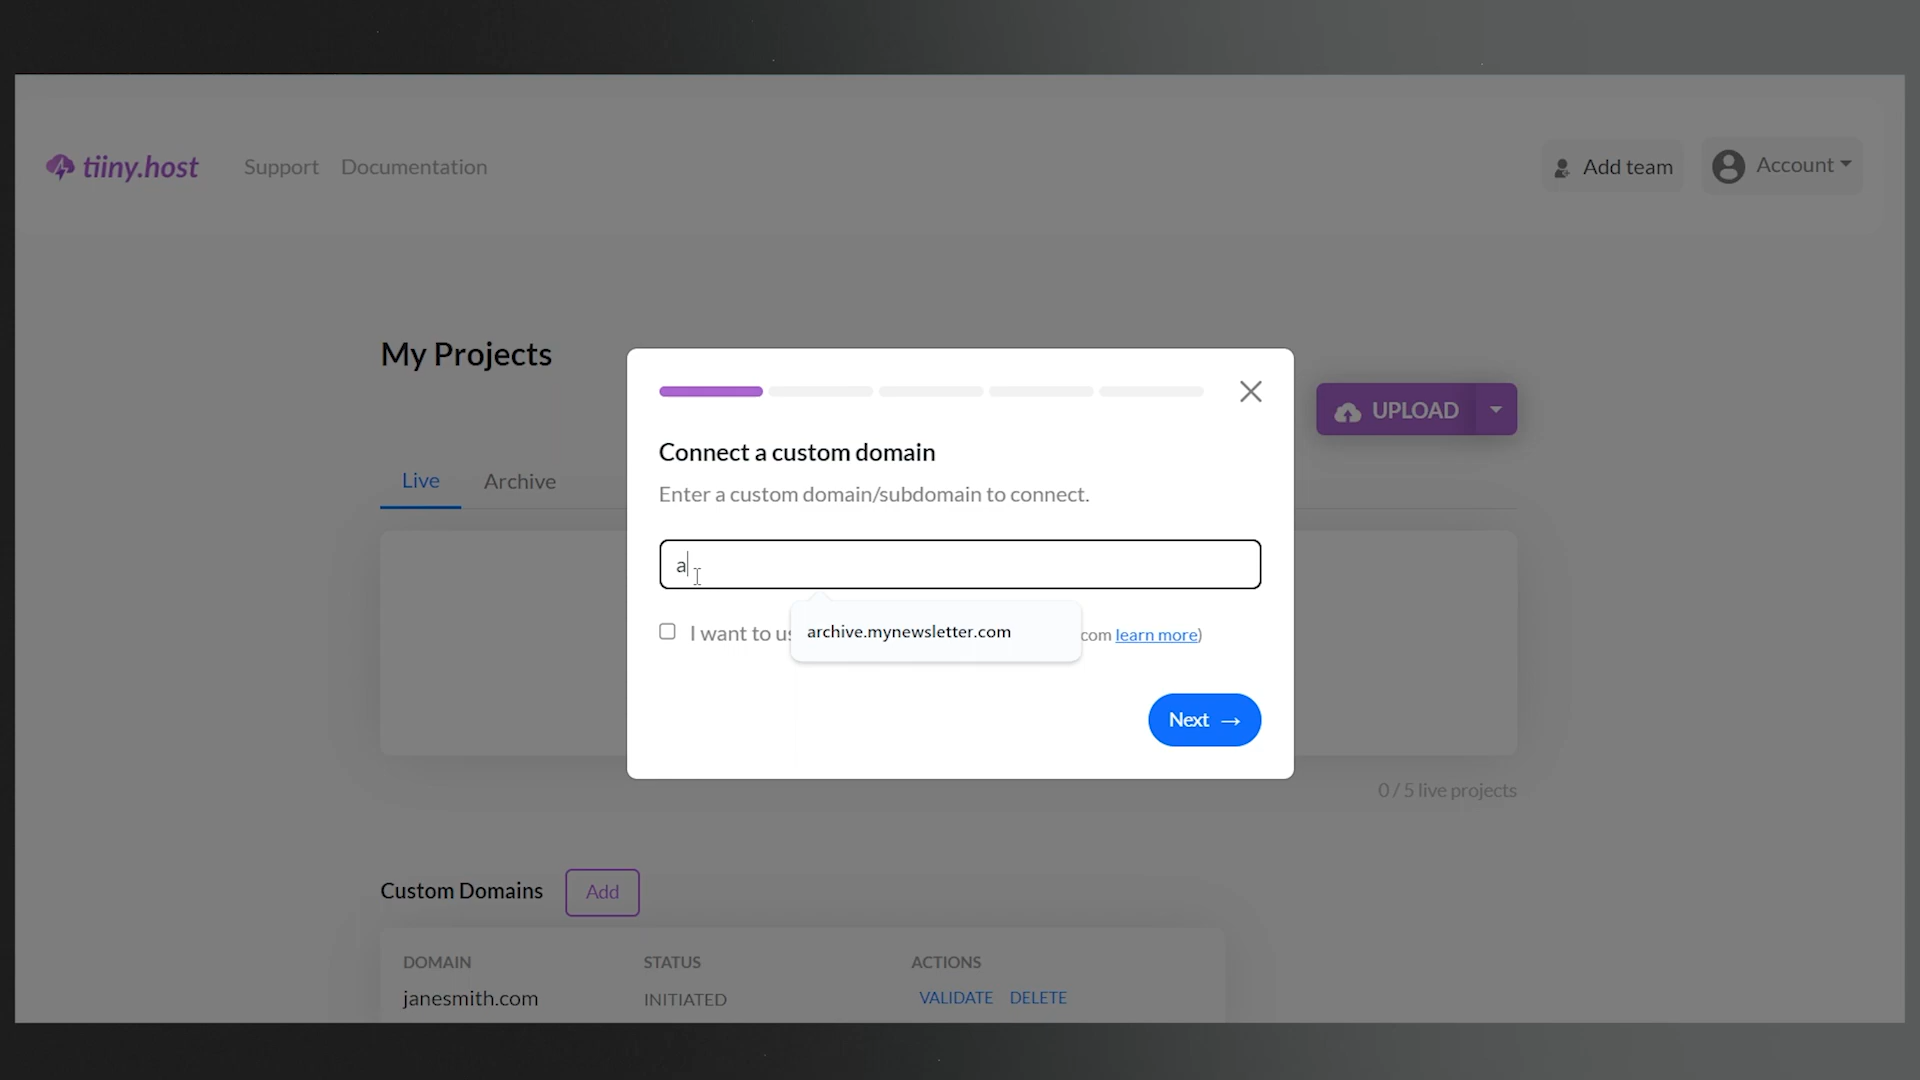 tiiny.host
Support
Documentation
Add team
Account
My Projects
UPLOAD
Live
Archive
Connect a custom domain
Enter a custom domain/subdomain to connect.
a
archive.mynewsletter.com
I want to us
com learn more)
Next →
0 / 5 live projects
Custom Domains
Add
DOMAIN
STATUS
ACTIONS
janesmith.com
INITIATED
VALIDATE
DELETE